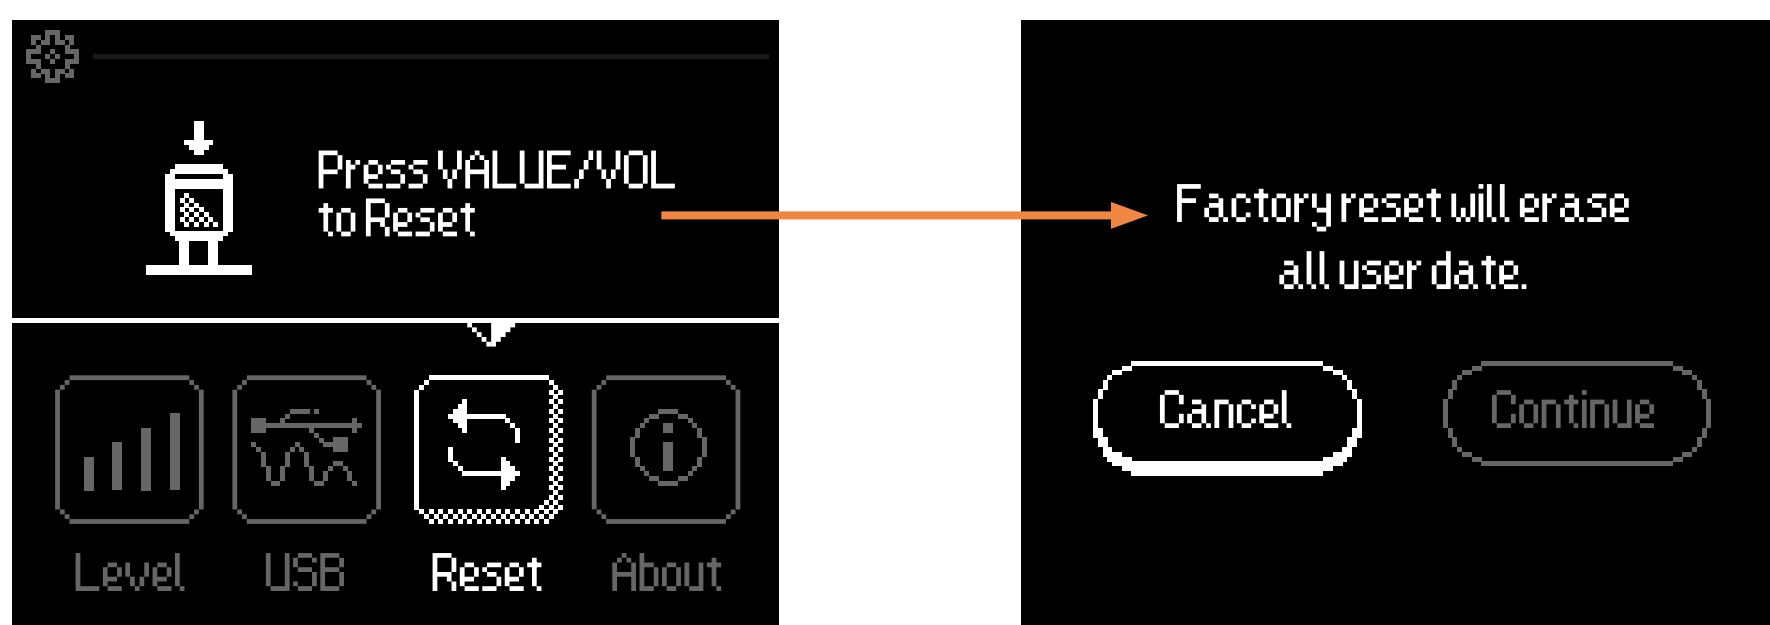 Press VALUE/VOL
to Reset
Level
USB
Reset
About
Factory reset will erase
all user date.
Cancel
Continue